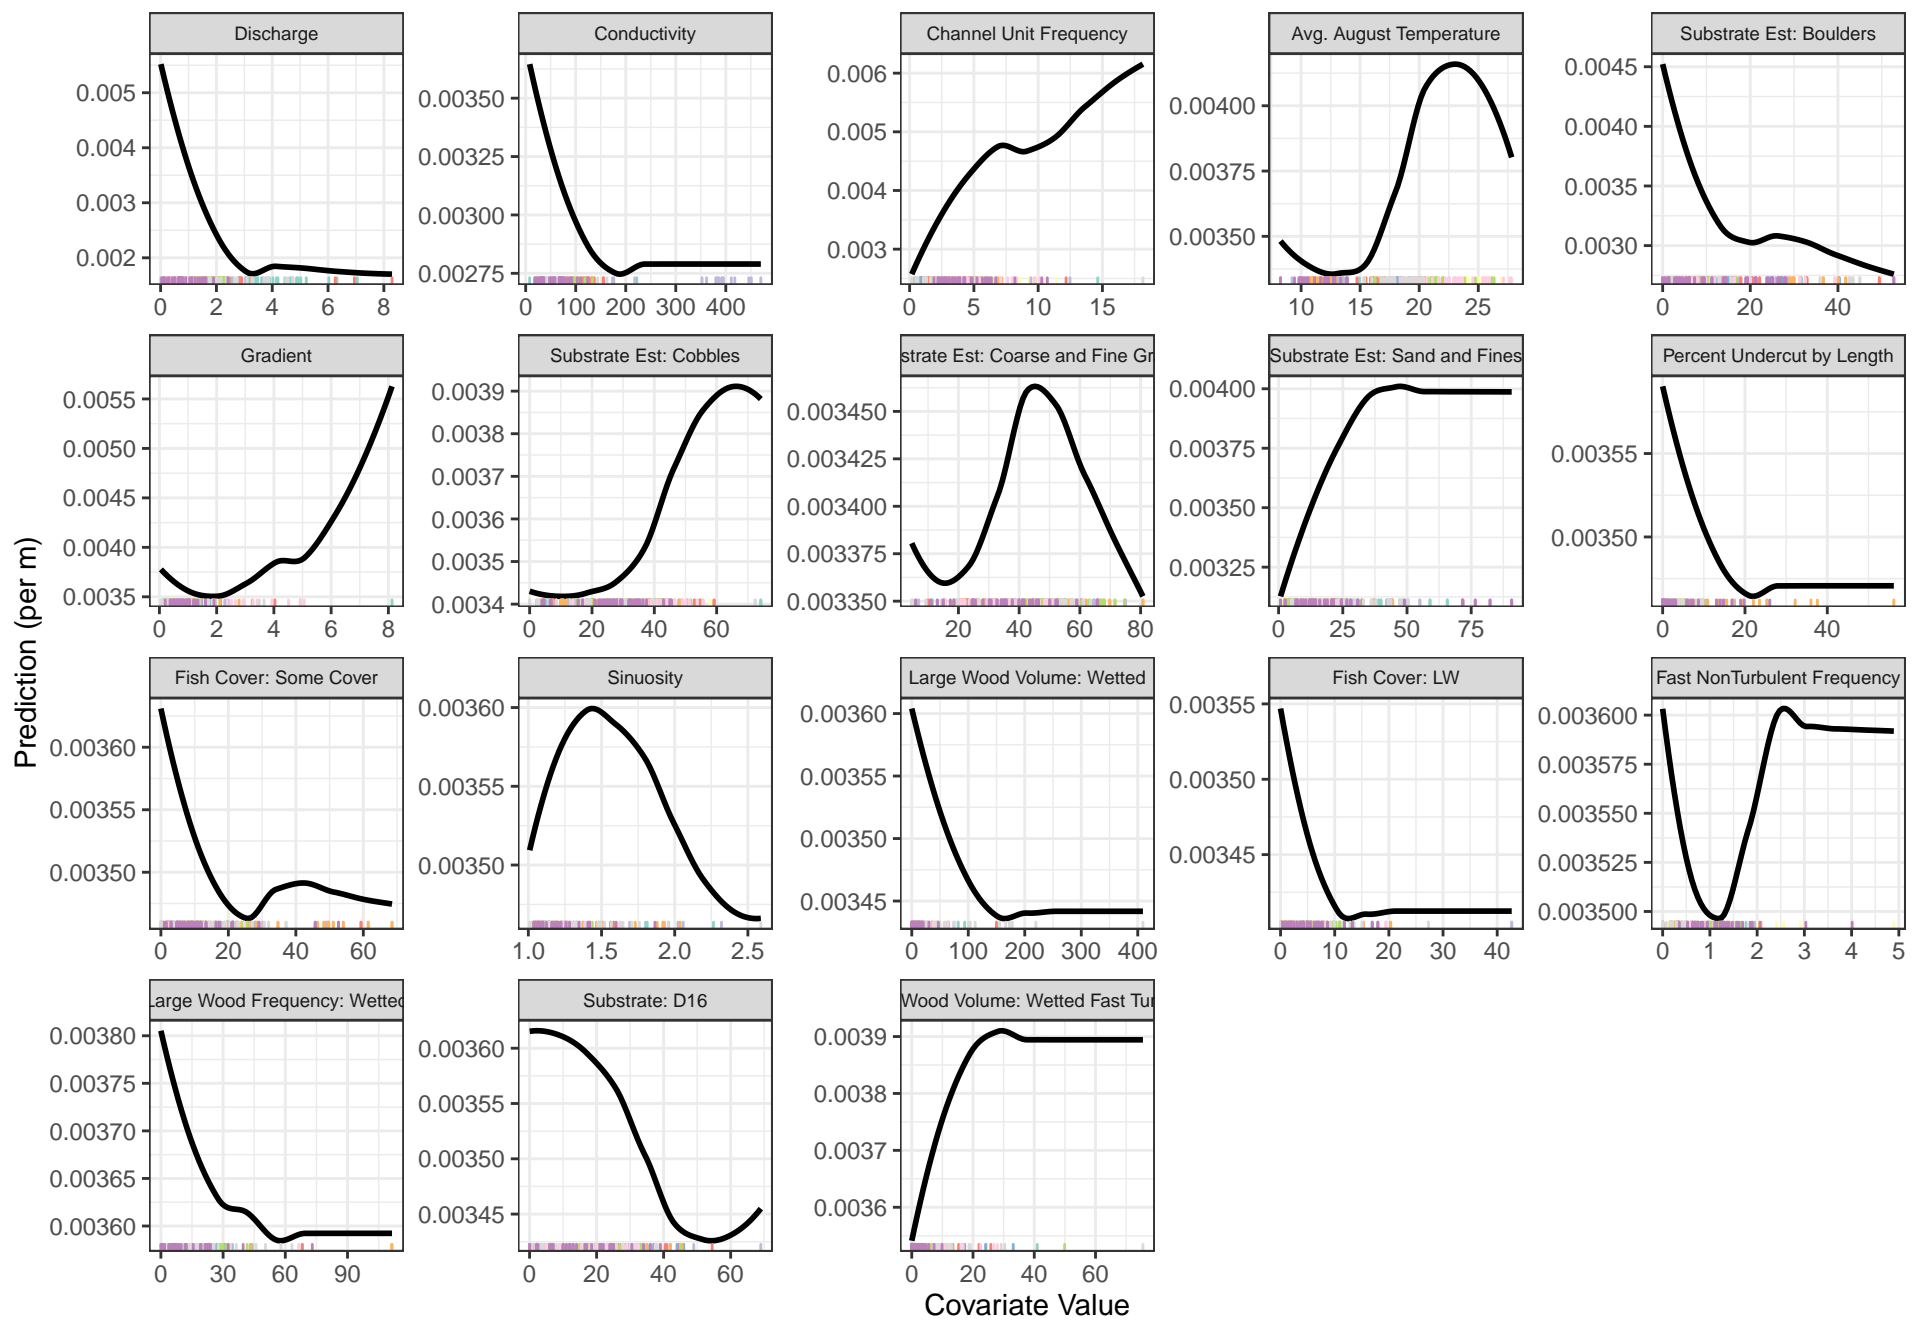 Discharge
Conductivity
Channel Unit Frequency
Avg. August Temperature
Substrate Est: Boulders
0.005
0.004
0.003
0.002
0 2 4 6 8
0.00350
0.00325
0.00300
0.00275
0 100 200 300 400
0.006
0.005
0.004
0.003
0 5 10 15
0.00400
0.00375
0.00350
10 15 20 25
0.0045
0.0040
0.0035
0.0030
0 20 40
Gradient
Substrate Est: Cobbles
strate Est: Coarse and Fine Gr
Substrate Est: Sand and Fines
Percent Undercut by Length
0.0055
0.0050
0.0045
0.0040
0.0035
0 2 4 6 8
0.0039
0.0038
0.0037
0.0036
0.0035
0.0034
0 20 40 60
0.003450
0.003425
0.003400
0.003375
0.003350
20 40 60 80
0.00400
0.00375
0.00350
0.00325
0 25 50 75
0.00355
0.00350
0 20 40
Prediction (per m)
Fish Cover: Some Cover
Sinuosity
Large Wood Volume: Wetted
Fish Cover: LW
Fast NonTurbulent Frequency
0.00360
0.00355
0.00350
0 20 40 60
0.00360
0.00355
0.00350
1.0 1.5 2.0 2.5
0.00360
0.00355
0.00350
0.00345
0 100 200 300 400
0.00355
0.00350
0.00345
0 10 20 30 40
0.003600
0.003575
0.003550
0.003525
0.003500
0 1 2 3 4 5
Large Wood Frequency: Wetted
Substrate: D16
Wood Volume: Wetted Fast Tur
0.00380
0.00375
0.00370
0.00365
0.00360
0 30 60 90
0.00360
0.00355
0.00350
0.00345
0 20 40 60
0.0039
0.0038
0.0037
0.0036
0 20 40 60
Covariate Value